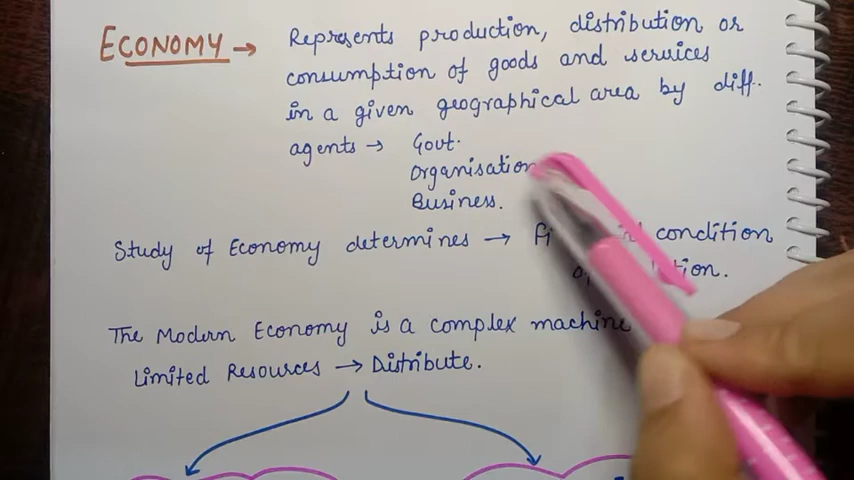 ECONOMY → Represents production, distribution or
consumption of goods and services
in a given geographical area by diff..
agents → Govt.
Organisation
Business.
Study of Economy determines → condition
The Modern Economy is a complex machine
Limited Resources → Distribute.